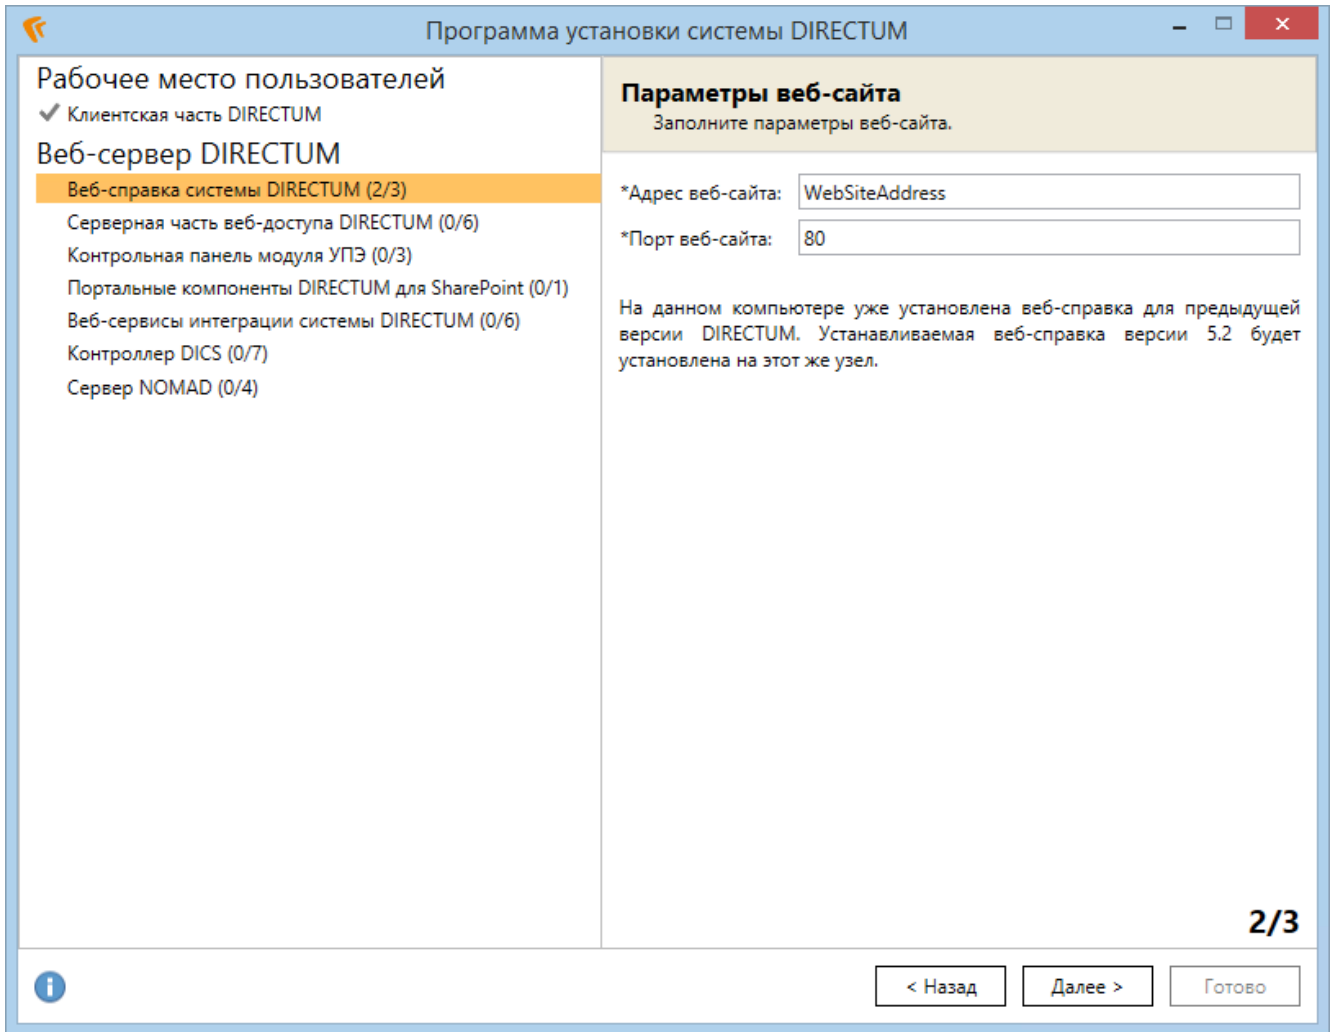 Программа установки системы DIRECTUM
Рабочее место пользователей
Клиентская часть DIRECTUM
Веб-сервер DIRECTUM
Веб-справка системы DIRECTUM (2/3)
Серверная часть веб-доступа DIRECTUM (0/6)
Контрольная панель модуля УПЭ (0/3)
Портальные компоненты DIRECTUM для SharePoint (0/1)
Веб-сервисы интеграции системы DIRECTUM (0/6)
Контроллер DICS (0/7)
Сервер NOMAD (0/4)
Параметры веб-сайта
Заполните параметры веб-сайта.
*Адрес веб-сайта: WebSiteAddress
*Порт веб-сайта: 80
На данном компьютере уже установлена веб-справка для предыдущей
версии DIRECTUM. Устанавливаемая веб-справка версии 5.2 будет
установлена на этот же узел.
2/3
< Назад Далее > Готово